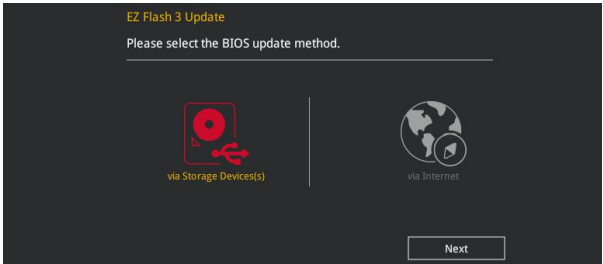 EZ Flash 3 Update
Please select the BIOS update method.
via Storage Devices(s)
via Internet
Next